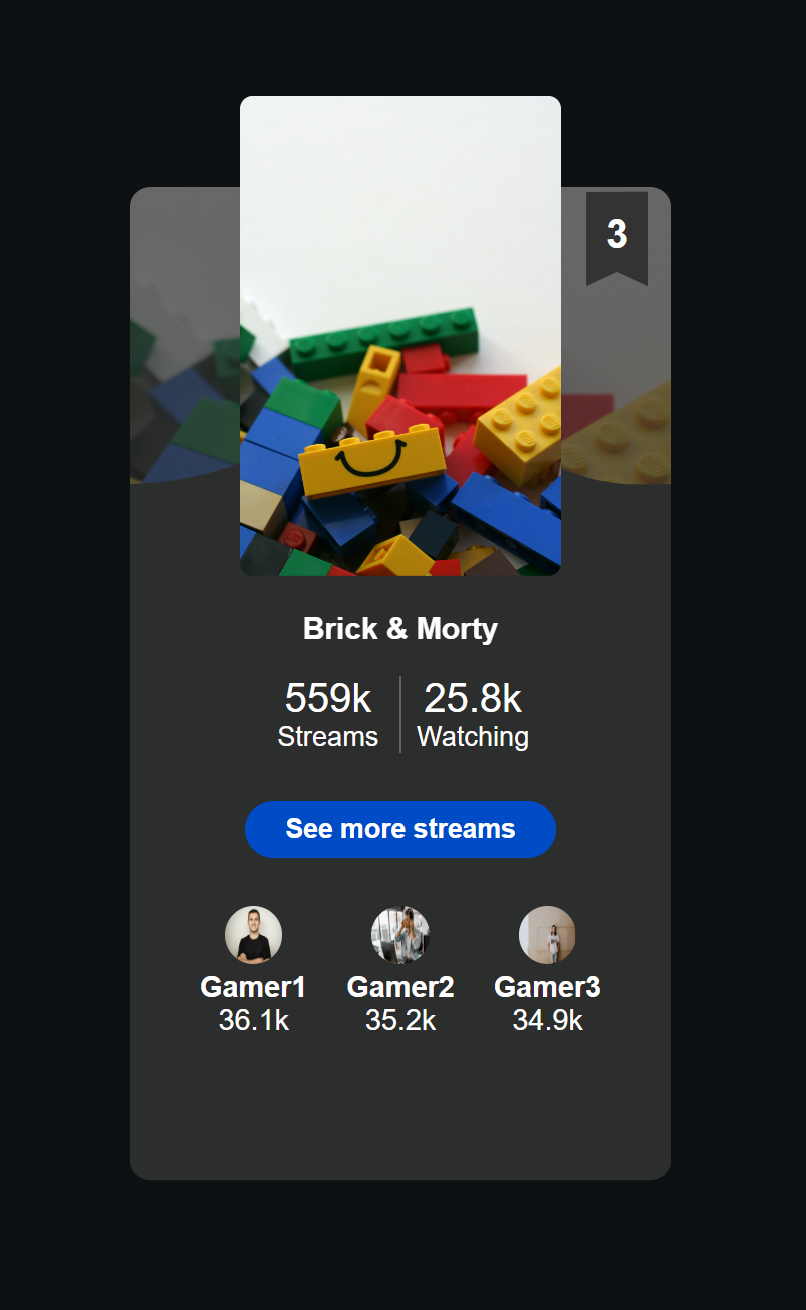 3
Brick & Morty
559k
Streams
25.8k
Watching
See more streams
Gamer1
36.1k
Gamer2
35.2k
Gamer3
34.9k